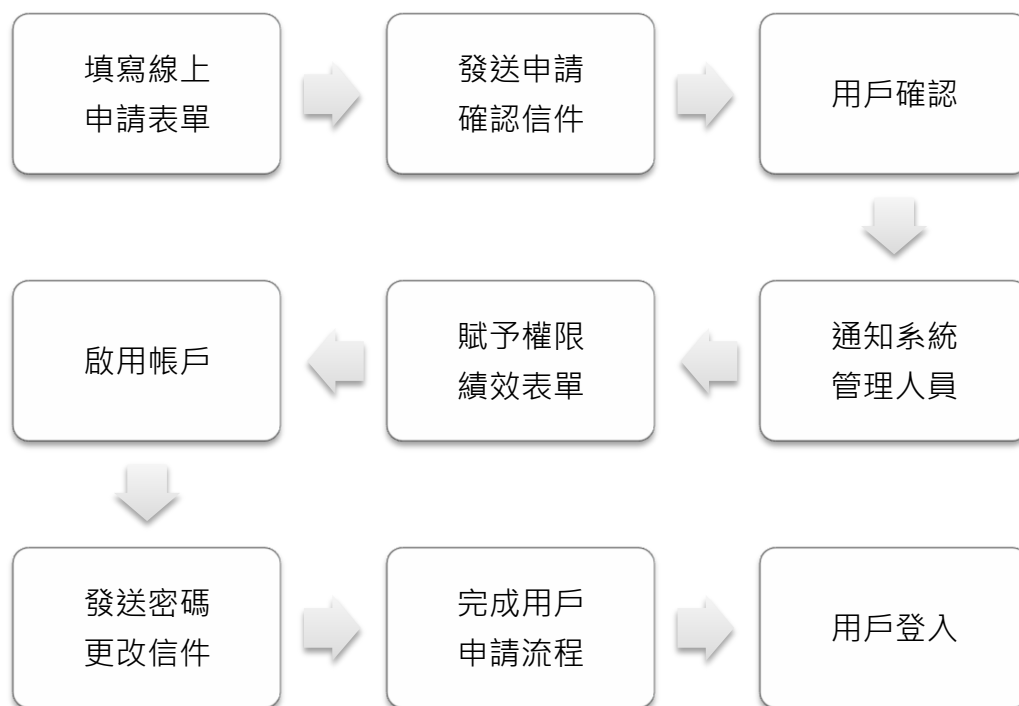 填寫線上
申請表單
發送申請
確認信件
用戶確認
通知系統
管理人員
賦予權限
績效表單
啟用帳戶
發送密碼
更改信件
完成用戶
申請流程
用戶登入